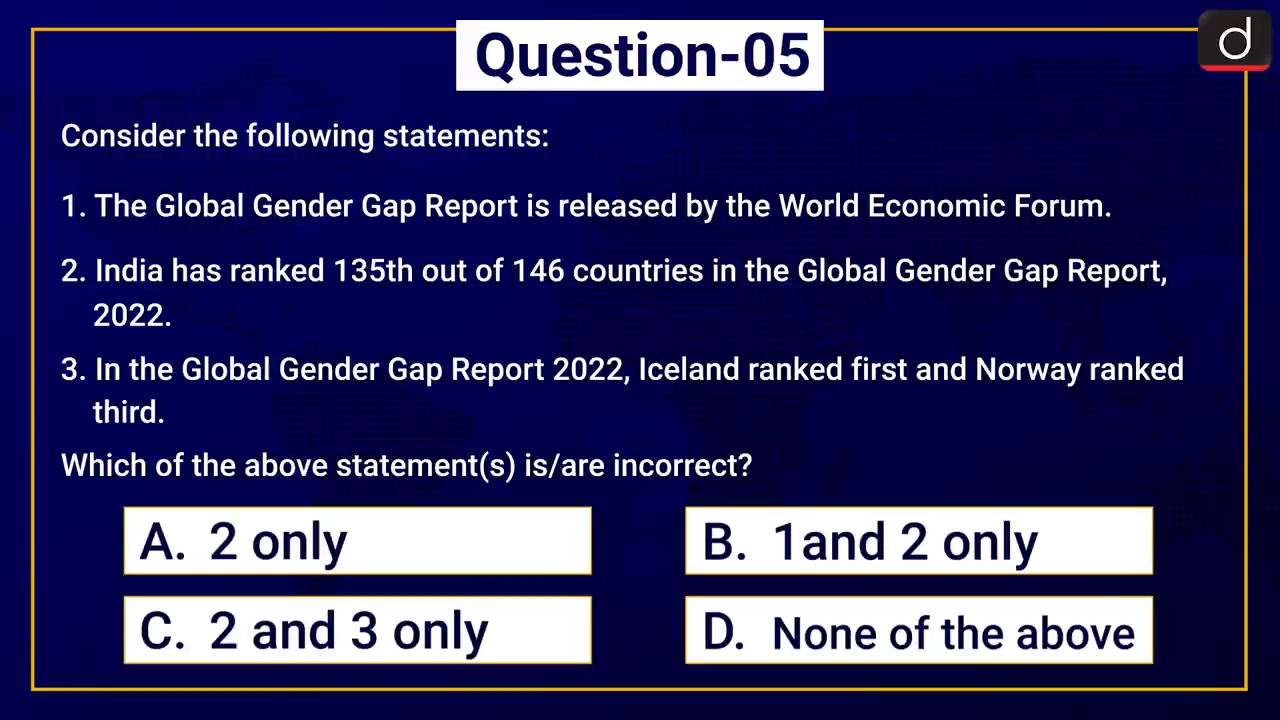 Question-05
d
Consider the following statements:
1. The Global Gender Gap Report is released by the World Economic Forum.
2. India has ranked 135th out of 146 countries in the Global Gender Gap Report,
2022.
3. In the Global Gender Gap Report 2022, Iceland ranked first and Norway ranked
third.
Which of the above statement(s) is/are incorrect?
A. 2 only
B. 1and 2 only
C. 2 and 3 only
D. None of the above